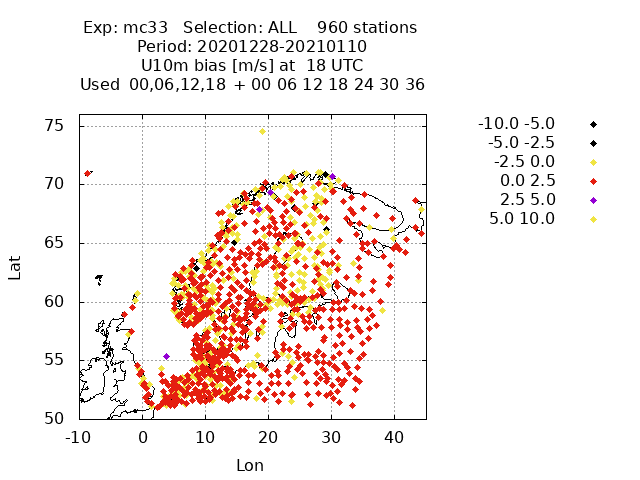 Exp: mc33   Selection: ALL    960 stations
Period: 20201228-20210110
U10m bias [m/s] at  18 UTC
Used  00,06,12,18  + 00 06 12 18 24 30 36
-10.0 -5.0
-5.0 -2.5
-2.5 0.0
0.0 2.5
2.5 5.0
5.0 10.0
75
70
65
60
55
50
Lat
-10 0 10 20 30 40
Lon